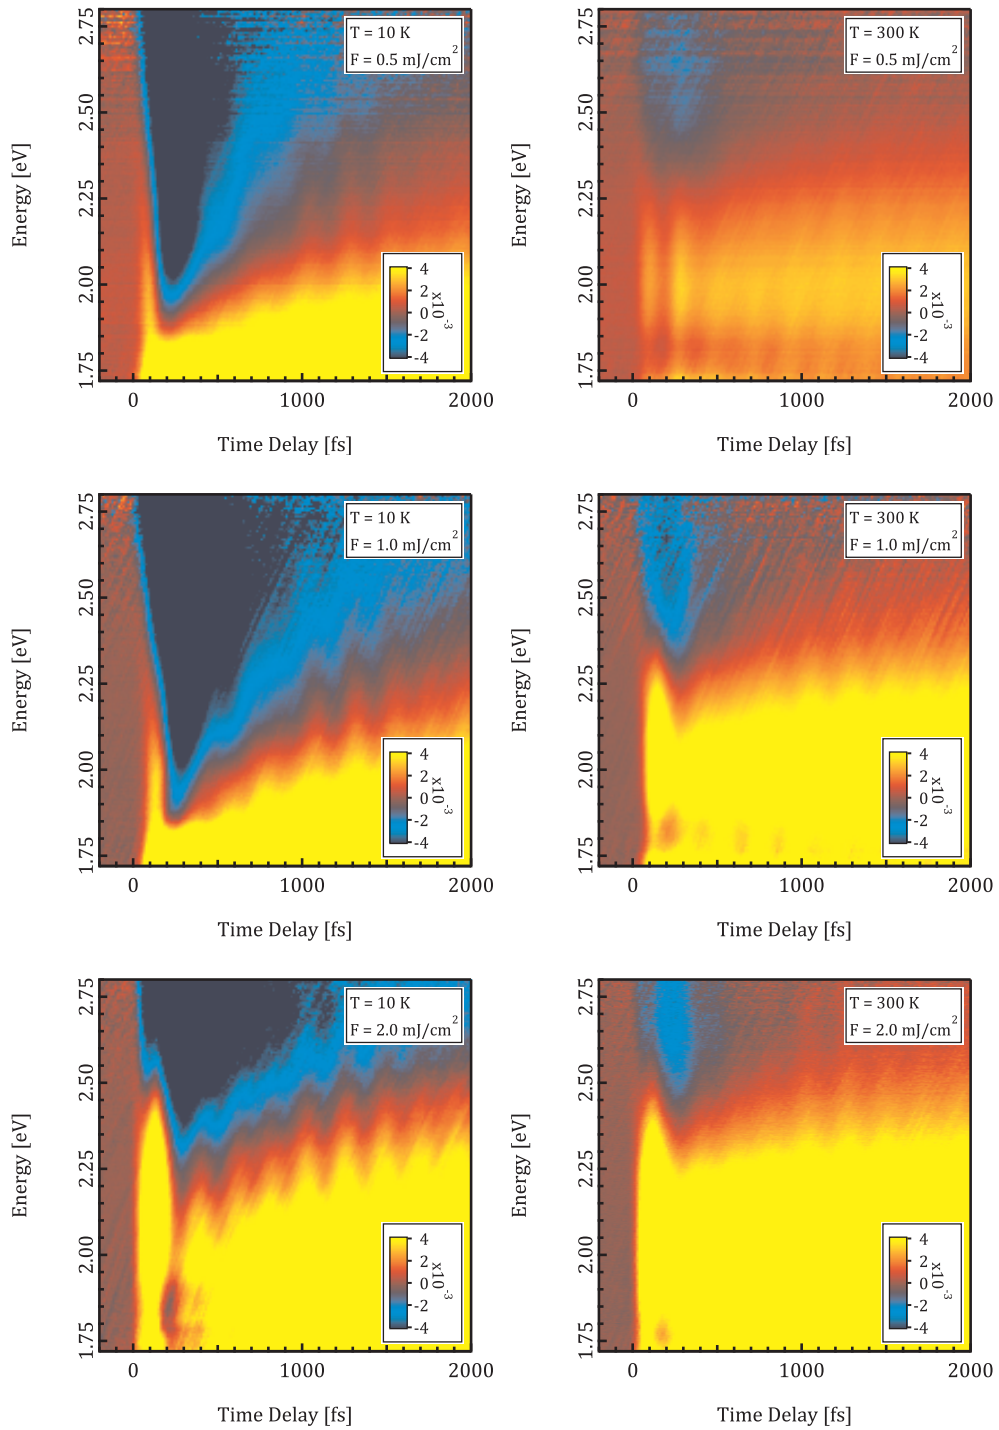 T = 10 K
F = 0.5 mJ/cm²
Energy [eV]
2.75
2.50
2.25
2.00
1.75
4
2
0
-2
-4
x10⁻³
0
1000
2000
Time Delay [fs]
T = 300 K
F = 0.5 mJ/cm²
Energy [eV]
2.75
2.50
2.25
2.00
1.75
4
2
0
-2
-4
x10⁻³
0
1000
2000
Time Delay [fs]
T = 10 K
F = 1.0 mJ/cm²
Energy [eV]
2.75
2.50
2.25
2.00
1.75
4
2
0
-2
-4
x10⁻³
0
1000
2000
Time Delay [fs]
T = 300 K
F = 1.0 mJ/cm²
Energy [eV]
2.75
2.50
2.25
2.00
1.75
4
2
0
-2
-4
x10⁻³
0
1000
2000
Time Delay [fs]
T = 10 K
F = 2.0 mJ/cm²
Energy [eV]
2.75
2.50
2.25
2.00
1.75
4
2
0
-2
-4
x10⁻³
0
1000
2000
Time Delay [fs]
T = 300 K
F = 2.0 mJ/cm²
Energy [eV]
2.75
2.50
2.25
2.00
1.75
4
2
0
-2
-4
x10⁻³
0
1000
2000
Time Delay [fs]